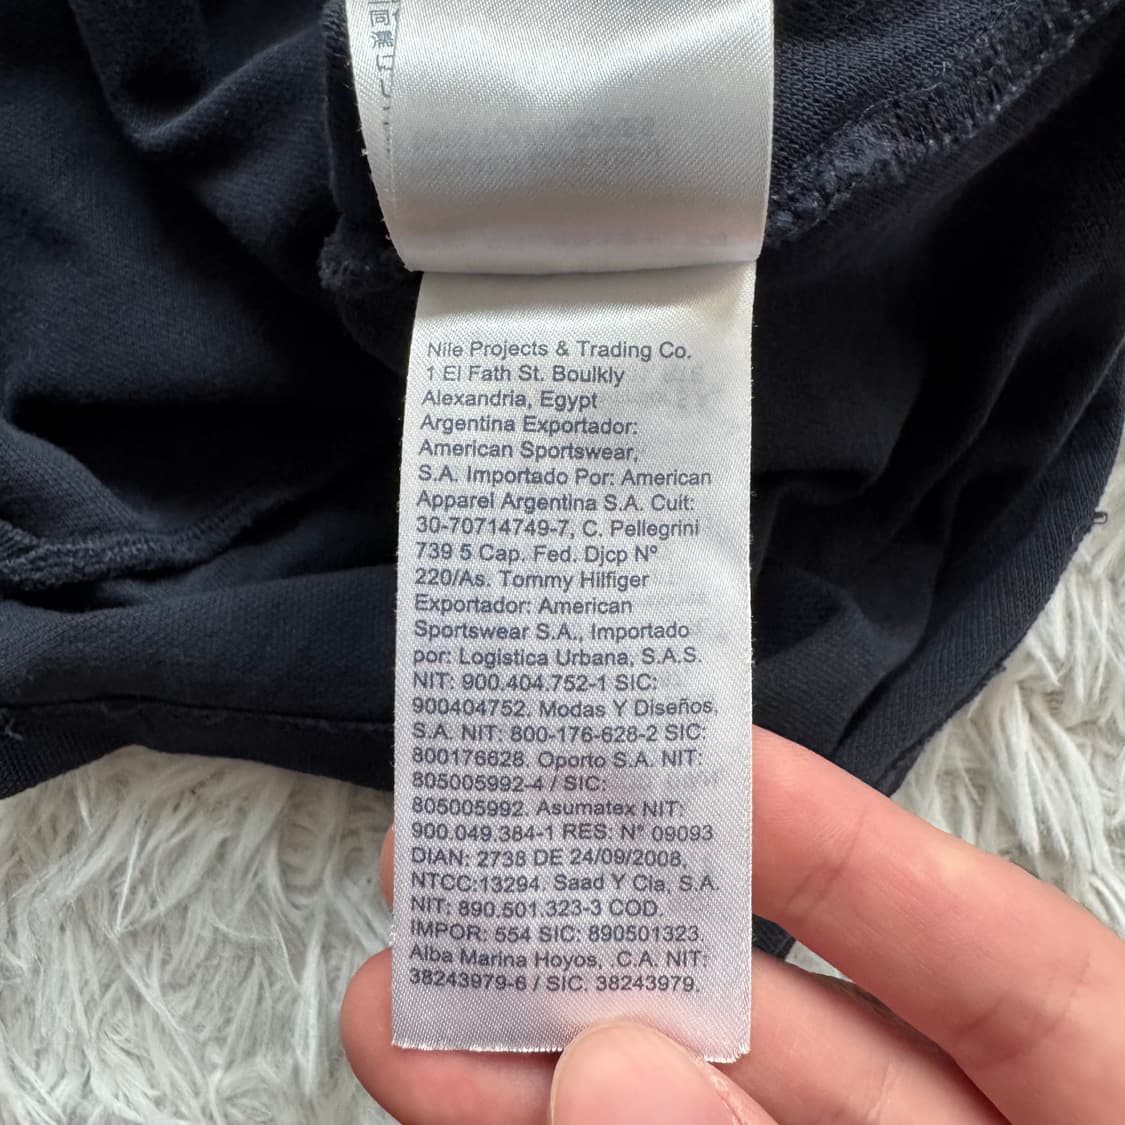 同
濯
Nile Projects & Trading Co.
1 El Fath St. Boulkly
Alexandria, Egypt
Argentina Exportador:
American Sportswear,
S.A. Importado Por: American
Apparel Argentina S.A. Cuit:
30-70714749-7, C. Pellegrini
739 5 Cap. Fed. Djcp Nº
220/As. Tommy Hilfiger
Exportador: American
Sportswear S.A., Importado
por: Logistica Urbana, S.A.S.
NIT: 900.404.752-1 SIC:
900404752. Modas Y Diseños,
S.A. NIT: 800-176-628-2 SIC:
800176628. Oporto S.A. NIT:
805005992-4 / SIC:
805005992. Asumatex NIT:
900.049.384-1 RES: Nº 09093
DIAN: 2738 DE 24/09/2008.
NTCC:13294. Saad Y Cia, S.A.
NIT: 890.501.323-3 COD.
IMPOR: 554 SIC: 890501323
Alba Marina Hoyos, C.A. NIT:
38243979-6 / SIC. 38243979.